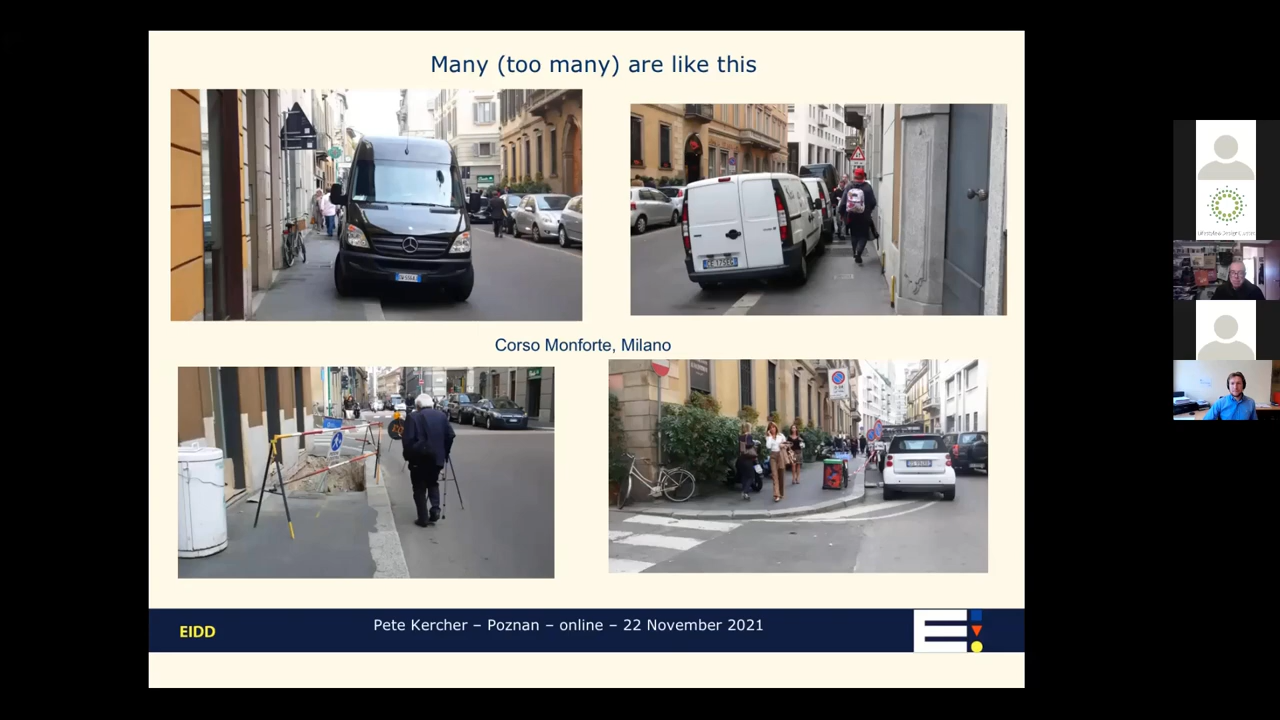 Many (too many) are like this
Corso Monforte, Milano
EIDD
Pete Kercher – Poznan – online – 22 November 2021